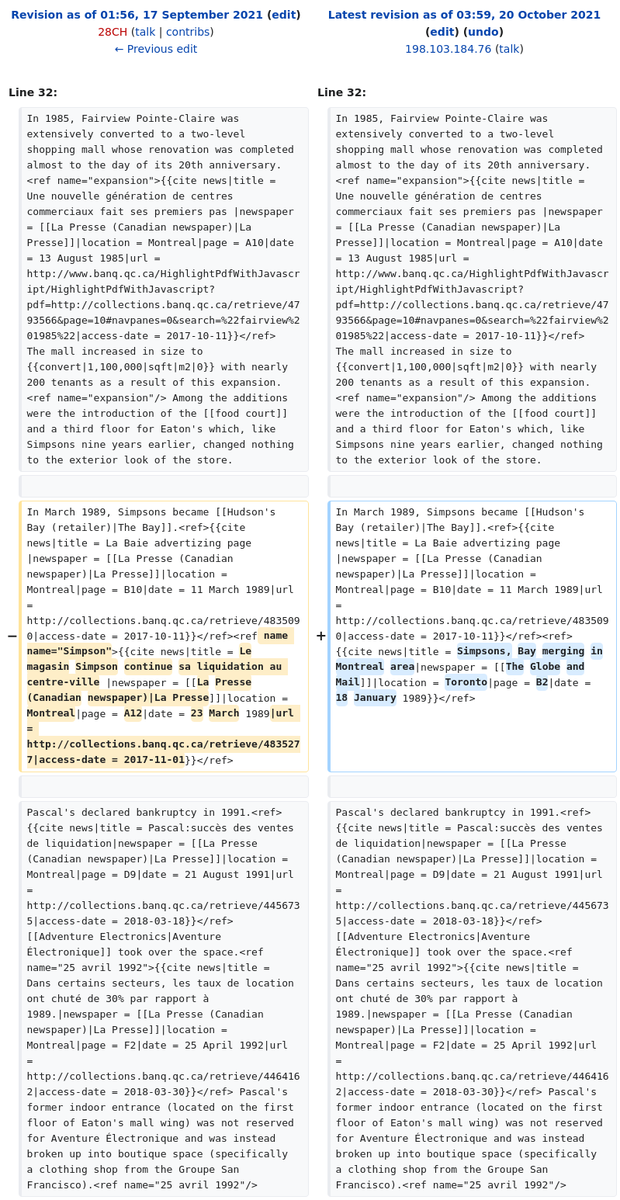 Revision as of 01:56, 17 September 2021 (edit)
28CH (talk | contribs)
← Previous edit
Latest revision as of 03:59, 20 October 2021
(edit) (undo)
198.103.184.76 (talk)
Line 32:
Line 32:
In 1985, Fairview Pointe-Claire was
extensively converted to a two-level
shopping mall whose renovation was completed
almost to the day of its 20th anniversary.
<ref name="expansion">{{cite news|title =
Une nouvelle génération de centres
commerciaux fait ses premiers pas |newspaper
= [[La Presse (Canadian newspaper)|La
Presse]]|location = Montreal|page = A10|date
= 13 August 1985|url =
http://www.banq.qc.ca/HighlightPdfWithJavascr
ipt/HighlightPdfWithJavascript?
pdf=http://collections.banq.qc.ca/retrieve/47
93566&page=10#navpanes=0&search=%22fairview%2
01985%22|access-date = 2017-10-11}}</ref>
The mall increased in size to
{{convert|1,100,000|sqft|m2|0}} with nearly
200 tenants as a result of this expansion.
<ref name="expansion"/> Among the additions
were the introduction of the [[food court]]
and a third floor for Eaton's which, like
Simpsons nine years earlier, changed nothing
to the exterior look of the store.
In 1985, Fairview Pointe-Claire was
extensively converted to a two-level
shopping mall whose renovation was completed
almost to the day of its 20th anniversary.
<ref name="expansion">{{cite news|title =
Une nouvelle génération de centres
commerciaux fait ses premiers pas |newspaper
= [[La Presse (Canadian newspaper)|La
Presse]]|location = Montreal|page = A10|date
= 13 August 1985|url =
http://www.banq.qc.ca/HighlightPdfWithJavascr
ipt/HighlightPdfWithJavascript?
pdf=http://collections.banq.qc.ca/retrieve/47
93566&page=10#navpanes=0&search=%22fairview%2
01985%22|access-date = 2017-10-11}}</ref>
The mall increased in size to
{{convert|1,100,000|sqft|m2|0}} with nearly
200 tenants as a result of this expansion.
<ref name="expansion"/> Among the additions
were the introduction of the [[food court]]
and a third floor for Eaton's which, like
Simpsons nine years earlier, changed nothing
to the exterior look of the store.
−
In March 1989, Simpsons became [[Hudson's
Bay (retailer)|The Bay]].<ref>{{cite
news|title = La Baie advertizing page
|newspaper = [[La Presse (Canadian
newspaper)|La Presse]]|location =
Montreal|page = B10|date = 11 March 1989|url
=
http://collections.banq.qc.ca/retrieve/483509
0|access-date = 2017-10-11}}</ref><ref name
name="Simpson">{{cite news|title = Le
magasin Simpson continue sa liquidation au
centre-ville |newspaper = [[La Presse
(Canadian newspaper)|La Presse]]|location =
Montreal|page = A12|date = 23 March 1989|url
=
http://collections.banq.qc.ca/retrieve/483527
7|access-date = 2017-11-01}}</ref>
+
In March 1989, Simpsons became [[Hudson's
Bay (retailer)|The Bay]].<ref>{{cite
news|title = La Baie advertizing page
|newspaper = [[La Presse (Canadian
newspaper)|La Presse]]|location =
Montreal|page = B10|date = 11 March 1989|url
=
http://collections.banq.qc.ca/retrieve/483509
0|access-date = 2017-10-11}}</ref><ref>
{{cite news|title = Simpsons, Bay merging in
Montreal area|newspaper = [[The Globe and
Mail]]|location = Toronto|page = B2|date =
18 January 1989}}</ref>
Pascal's declared bankruptcy in 1991.<ref>
{{cite news|title = Pascal:succès des ventes
de liquidation|newspaper = [[La Presse
(Canadian newspaper)|La Presse]]|location =
Montreal|page = D9|date = 21 August 1991|url
=
http://collections.banq.qc.ca/retrieve/445673
5|access-date = 2018-03-18}}</ref>
[[Adventure Electronics|Aventure
Électronique]] took over the space.<ref
name="25 avril 1992">{{cite news|title =
Dans certains secteurs, les taux de location
ont chuté de 30% par rapport à
1989.|newspaper = [[La Presse (Canadian
newspaper)|La Presse]]|location =
Montreal|page = F2|date = 25 April 1992|url
=
http://collections.banq.qc.ca/retrieve/446416
2|access-date = 2018-03-30}}</ref> Pascal's
former indoor entrance (located on the first
floor of Eaton's mall wing) was not reserved
for Aventure Électronique and was instead
broken up into boutique space (specifically
a clothing shop from the Groupe San
Francisco).<ref name="25 avril 1992"/>
Pascal's declared bankruptcy in 1991.<ref>
{{cite news|title = Pascal:succès des ventes
de liquidation|newspaper = [[La Presse
(Canadian newspaper)|La Presse]]|location =
Montreal|page = D9|date = 21 August 1991|url
=
http://collections.banq.qc.ca/retrieve/445673
5|access-date = 2018-03-18}}</ref>
[[Adventure Electronics|Aventure
Électronique]] took over the space.<ref
name="25 avril 1992">{{cite news|title =
Dans certains secteurs, les taux de location
ont chuté de 30% par rapport à
1989.|newspaper = [[La Presse (Canadian
newspaper)|La Presse]]|location =
Montreal|page = F2|date = 25 April 1992|url
=
http://collections.banq.qc.ca/retrieve/446416
2|access-date = 2018-03-30}}</ref> Pascal's
former indoor entrance (located on the first
floor of Eaton's mall wing) was not reserved
for Aventure Électronique and was instead
broken up into boutique space (specifically
a clothing shop from the Groupe San
Francisco).<ref name="25 avril 1992"/>